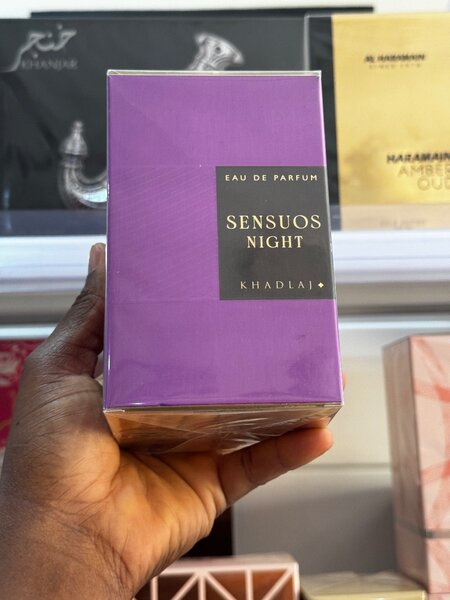 خنجر
KHANJAR
AL HARAMAIN
HARAMAIN
AMBER
OUD
EAU DE PARFUM
SENSUOS
NIGHT
KHADLAJ